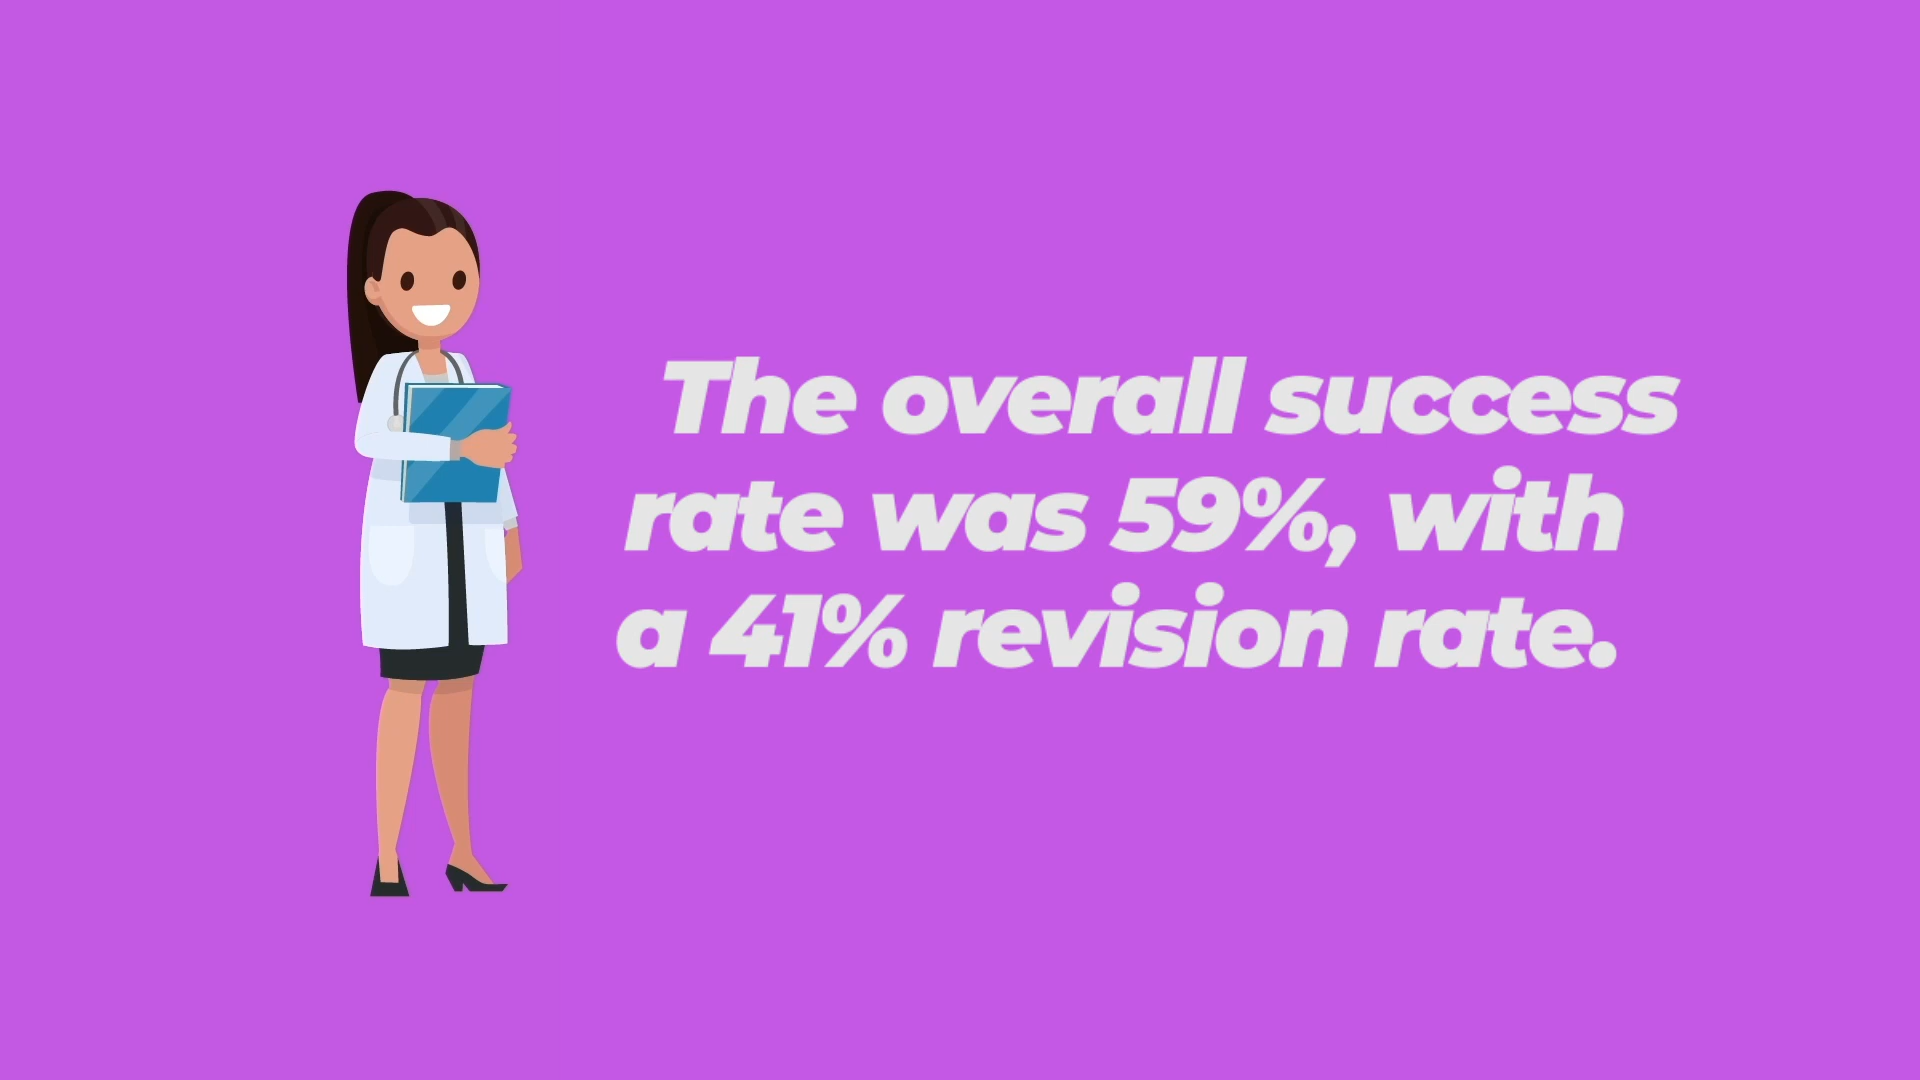 The overall success
rate was 59%, with
a 41% revision rate.